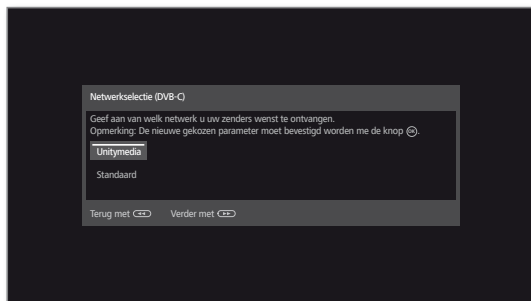 Netwerkselectie (DVB-C)
Geef aan van welk netwerk u uw zenders wenst te ontvangen.
Opmerking: De nieuwe gekozen parameter moet bevestigd worden me de knop OK.
Unitymedia
Standaard
Terug met ◀◀ Verder met ▶▶